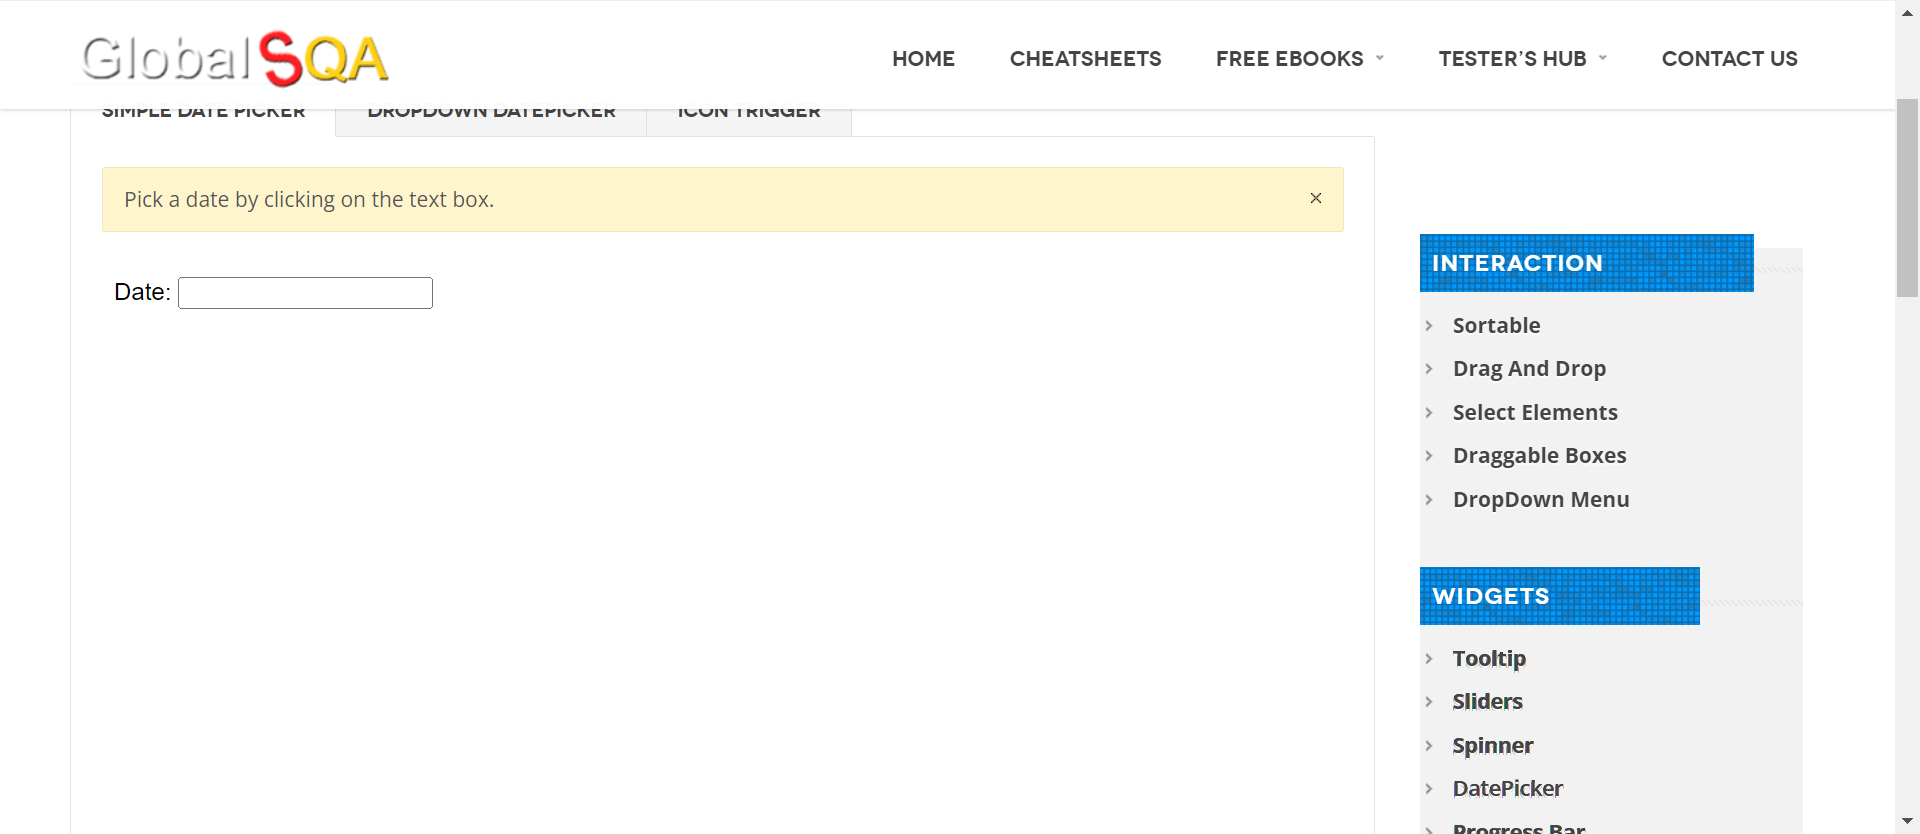 GlobalSQA
HOME CHEATSHEETS FREE EBOOKS TESTER’S HUB CONTACT US
SIMPLE DATE PICKER DROPDOWN DATEPICKER ICON TRIGGER
Pick a date by clicking on the text box. ×
Date:
INTERACTION
Sortable
Drag And Drop
Select Elements
Draggable Boxes
DropDown Menu
WIDGETS
Tooltip
Sliders
Spinner
DatePicker
Progress Bar